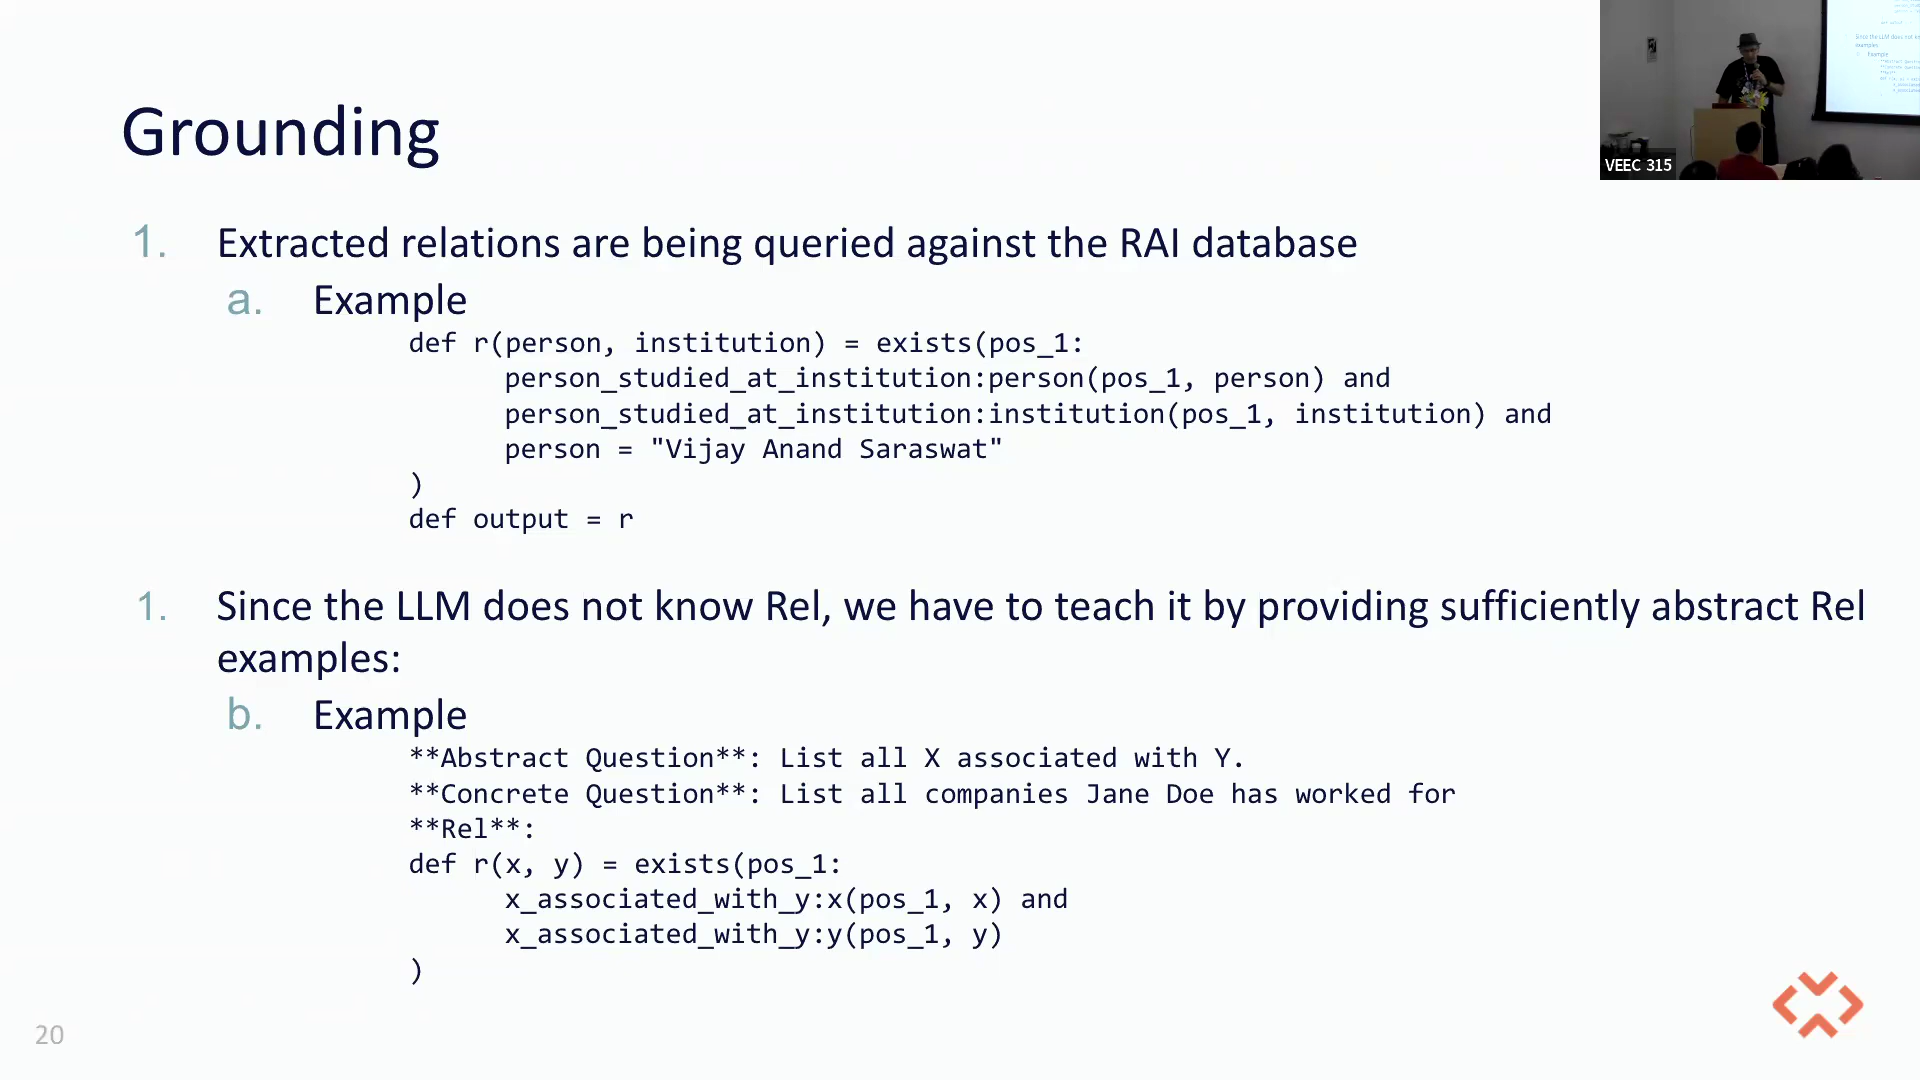 Grounding
1. Extracted relations are being queried against the RAI database
a. Example
def r(person, institution) = exists(pos_1:
person_studied_at_institution:person(pos_1, person) and
person_studied_at_institution:institution(pos_1, institution) and
person = "Vijay Anand Saraswat"
)
def output = r
1. Since the LLM does not know Rel, we have to teach it by providing sufficiently abstract Rel
examples:
b. Example
**Abstract Question**: List all X associated with Y.
**Concrete Question**: List all companies Jane Doe has worked for
**Rel**:
def r(x, y) = exists(pos_1:
x_associated_with_y:x(pos_1, x) and
x_associated_with_y:y(pos_1, y)
)
20
VEEC 315